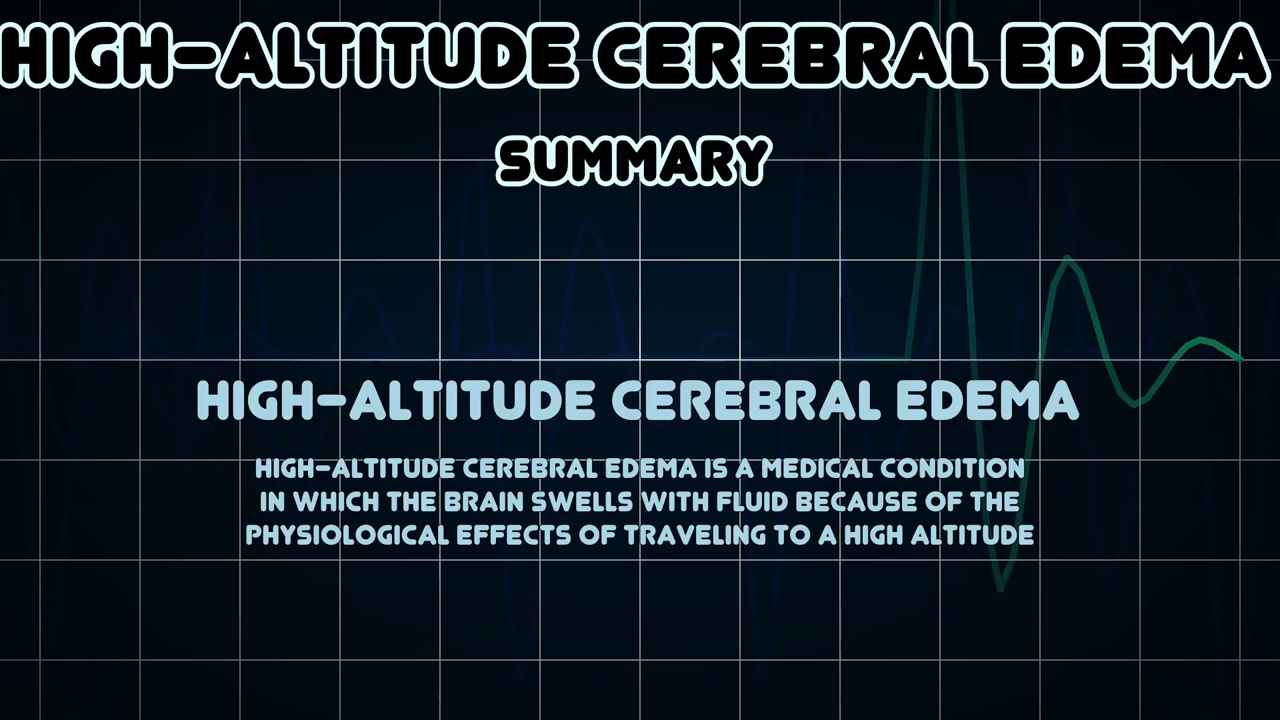 HIGH-ALTITUDE CEREBRAL EDEMA
SUMMARY
HIGH-ALTITUDE CEREBRAL EDEMA
HIGH-ALTITUDE CEREBRAL EDEMA IS A MEDICAL CONDITION
IN WHICH THE BRAIN SWELLS WITH FLUID BECAUSE OF THE
PHYSIOLOGICAL EFFECTS OF TRAVELING TO A HIGH ALTITUDE